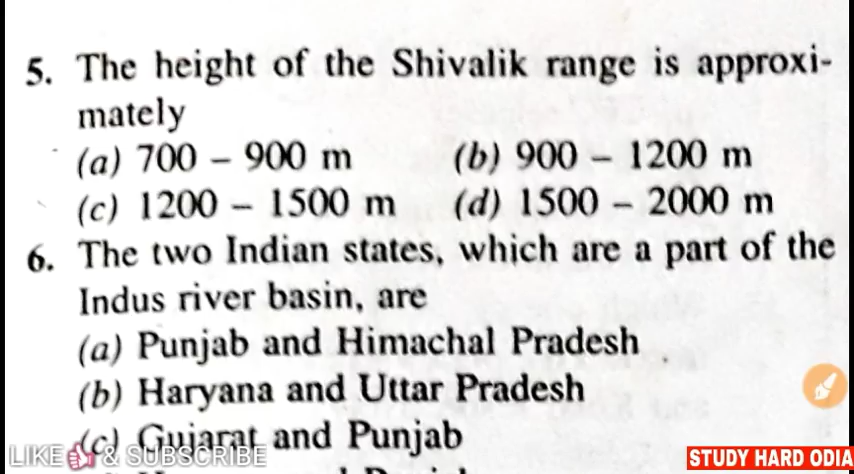 5. The height of the Shivalik range is approxi-
mately
(a) 700 – 900 m (b) 900 – 1200 m
(c) 1200 – 1500 m (d) 1500 – 2000 m
6. The two Indian states, which are a part of the
Indus river basin, are
(a) Punjab and Himachal Pradesh
(b) Haryana and Uttar Pradesh
(c) Gujarat and Punjab
LIKE & SUBSCRIBE
STUDY HARD ODIA